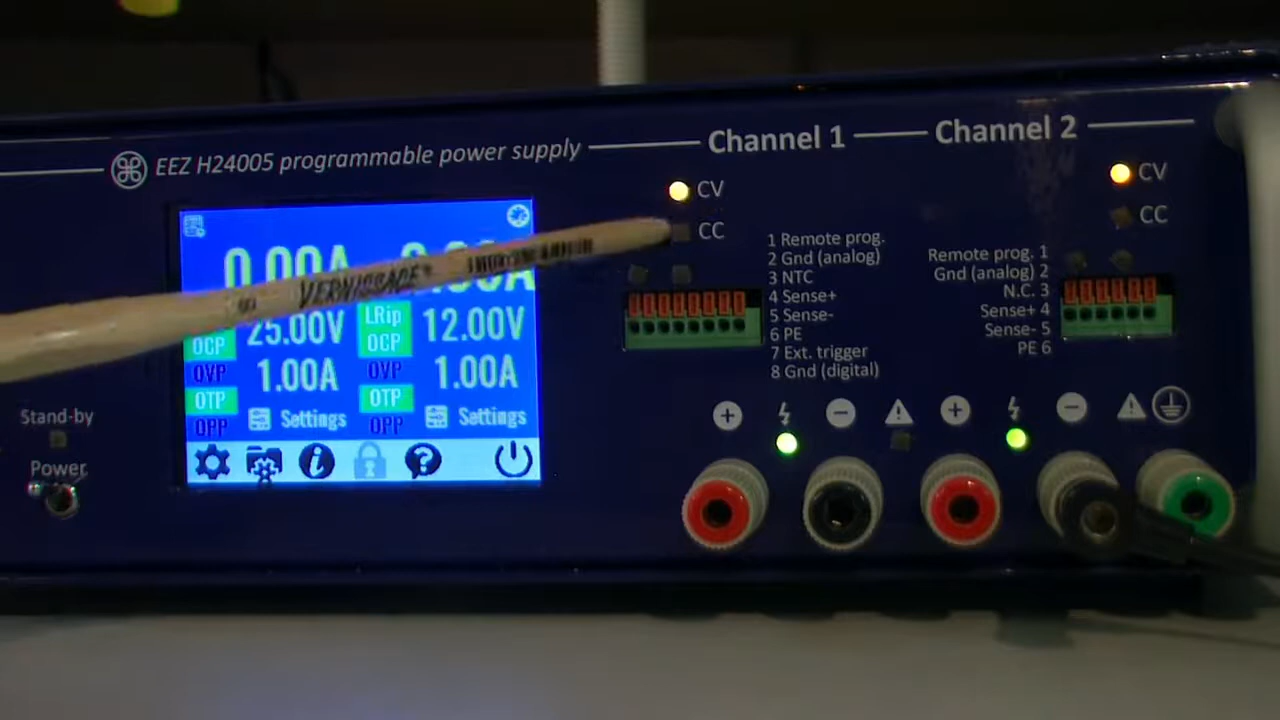 EEZ H24005 programmable power supply
Channel 1
Channel 2
CV
CC
CV
CC
1 Remote prog.
2 Gnd (analog)
3 NTC
4 Sense+
5 Sense-
6 PE
7 Ext. trigger
8 Gnd (digital)
Remote prog. 1
Gnd (analog) 2
N.C. 3
Sense+ 4
Sense- 5
PE 6
0.00A
VERNISSAGE
25.00V
OCP
OVP
1.00A
OTP
OPP
Settings
LRip
12.00V
OCP
OVP
1.00A
OTP
OPP
Settings
Stand-by
Power